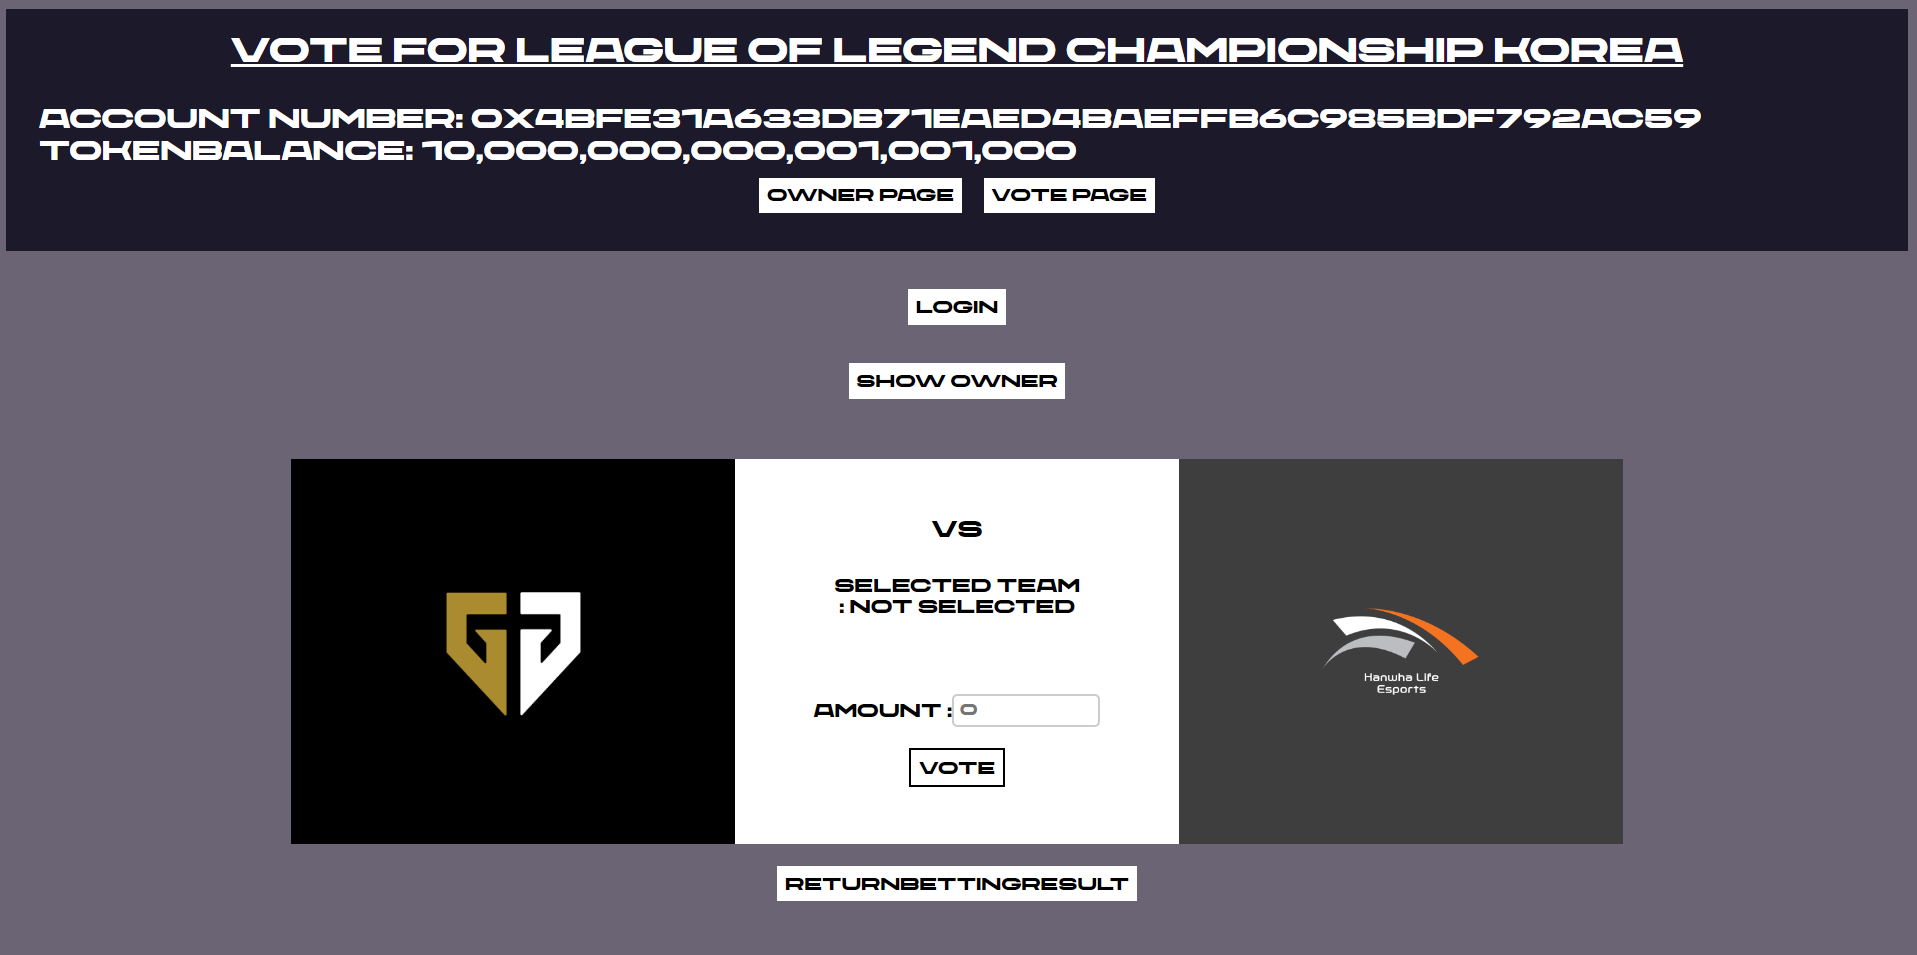 VOTE FOR LEAGUE OF LEGEND CHAMPIONSHIP KOREA
ACCOUNT NUMBER: 0X4BFE31A633DB71EAED4BAEFFB6C985BDF792AC59
TOKENBALANCE: 10,000,000,000,001,001,000
OWNER PAGE VOTE PAGE
LOGIN
SHOW OWNER
VS
SELECTED TEAM
: NOT SELECTED
Hanwha Life
Esports
AMOUNT : 0
VOTE
RETURNBETTINGRESULT